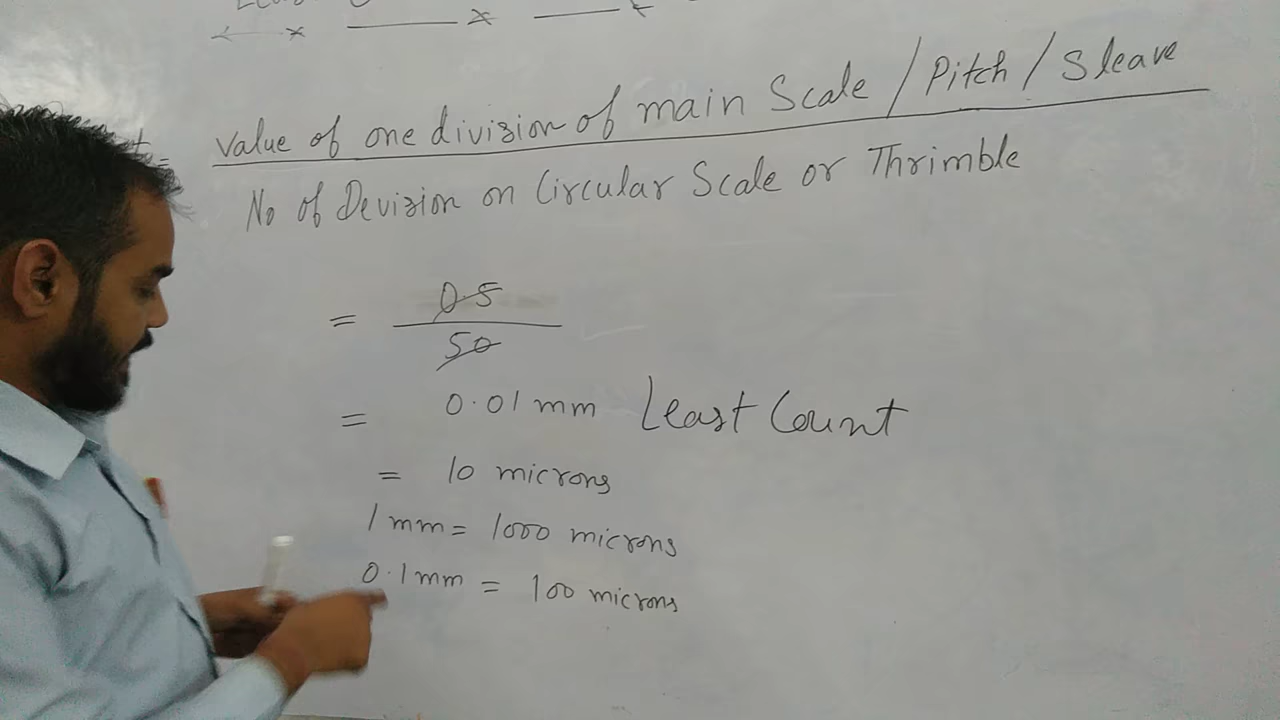 value of one division of main Scale / Pitch / Sleave
No of Devision on Circular Scale or Thrimble
= 0.5
50
= 0.01 mm Least Count
= 10 microns
1 mm = 1000 microns
0.1 mm = 100 microns